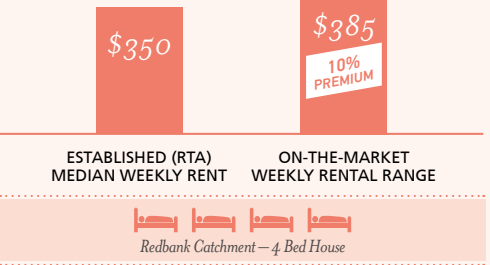 $350
$385
10%
PREMIUM
ESTABLISHED (RTA)
MEDIAN WEEKLY RENT
ON-THE-MARKET
WEEKLY RENTAL RANGE
Redbank Catchment – 4 Bed House